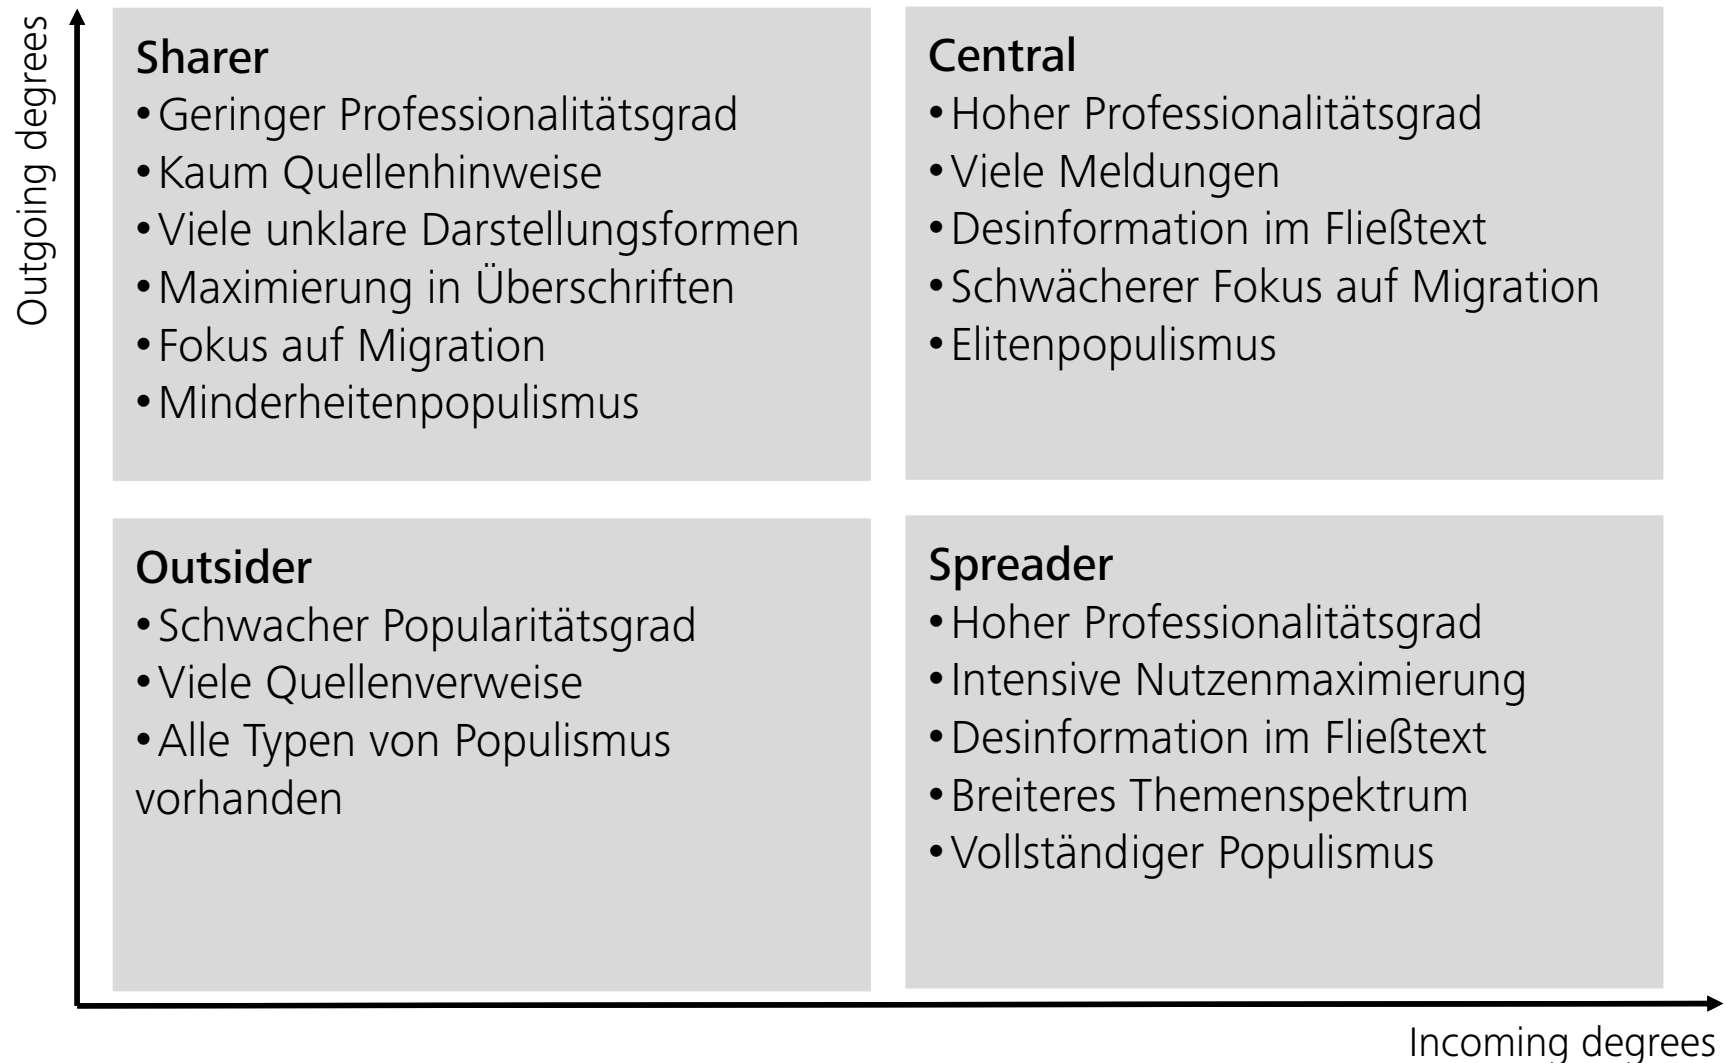 Outgoing degrees
Sharer
•Geringer Professionalitätsgrad
•Kaum Quellenhinweise
•Viele unklare Darstellungsformen
•Maximierung in Überschriften
•Fokus auf Migration
•Minderheitenpopulismus
Central
•Hoher Professionalitätsgrad
•Viele Meldungen
•Desinformation im Fließtext
•Schwächerer Fokus auf Migration
•Elitenpopulismus
Outsider
•Schwacher Popularitätsgrad
•Viele Quellenverweise
•Alle Typen von Populismus
vorhanden
Spreader
•Hoher Professionalitätsgrad
•Intensive Nutzenmaximierung
•Desinformation im Fließtext
•Breiteres Themenspektrum
•Vollständiger Populismus
Incoming degrees